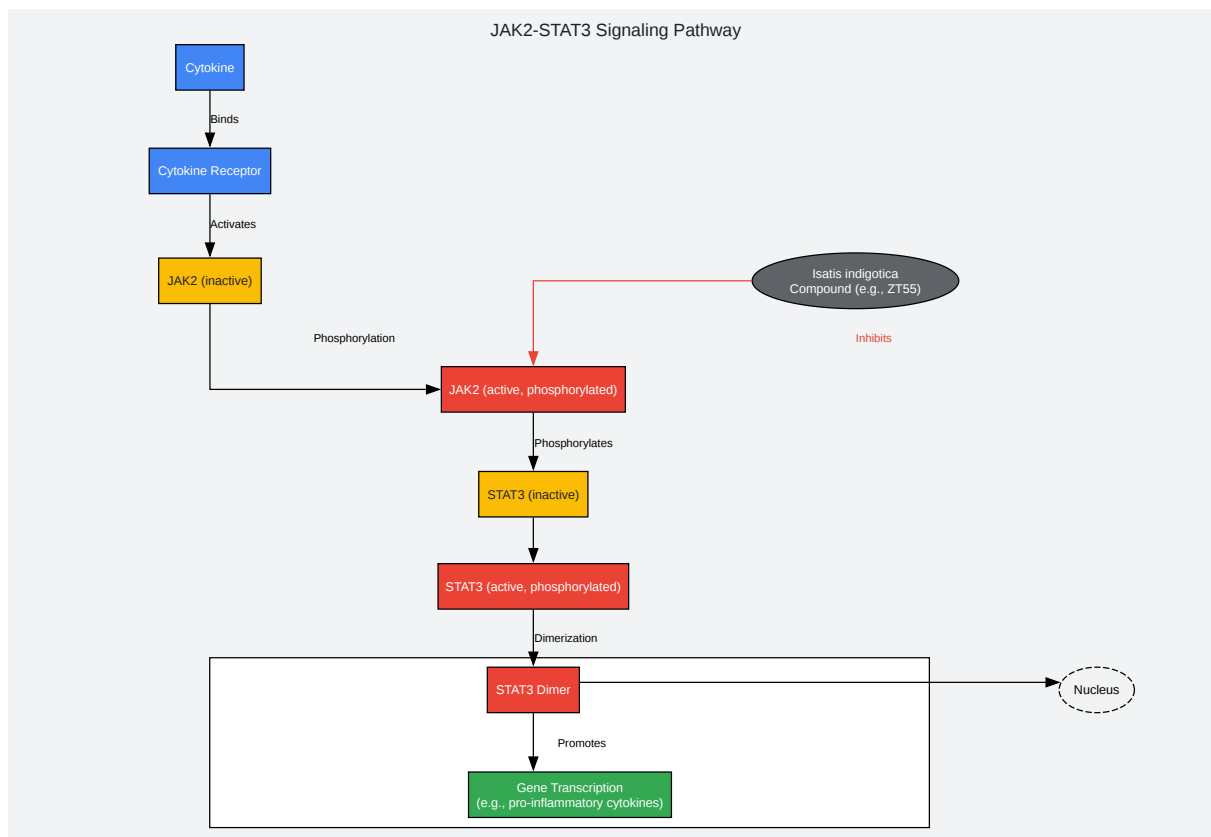 JAK2-STAT3 Signaling Pathway
Cytokine
Binds
Cytokine Receptor
Activates
JAK2 (inactive)
Isatis indigotica
Compound (e.g., ZT55)
Phosphorylation
Inhibits
JAK2 (active, phosphorylated)
Phosphorylates
STAT3 (inactive)
STAT3 (active, phosphorylated)
Dimerization
STAT3 Dimer
Nucleus
Promotes
Gene Transcription
(e.g., pro-inflammatory cytokines)